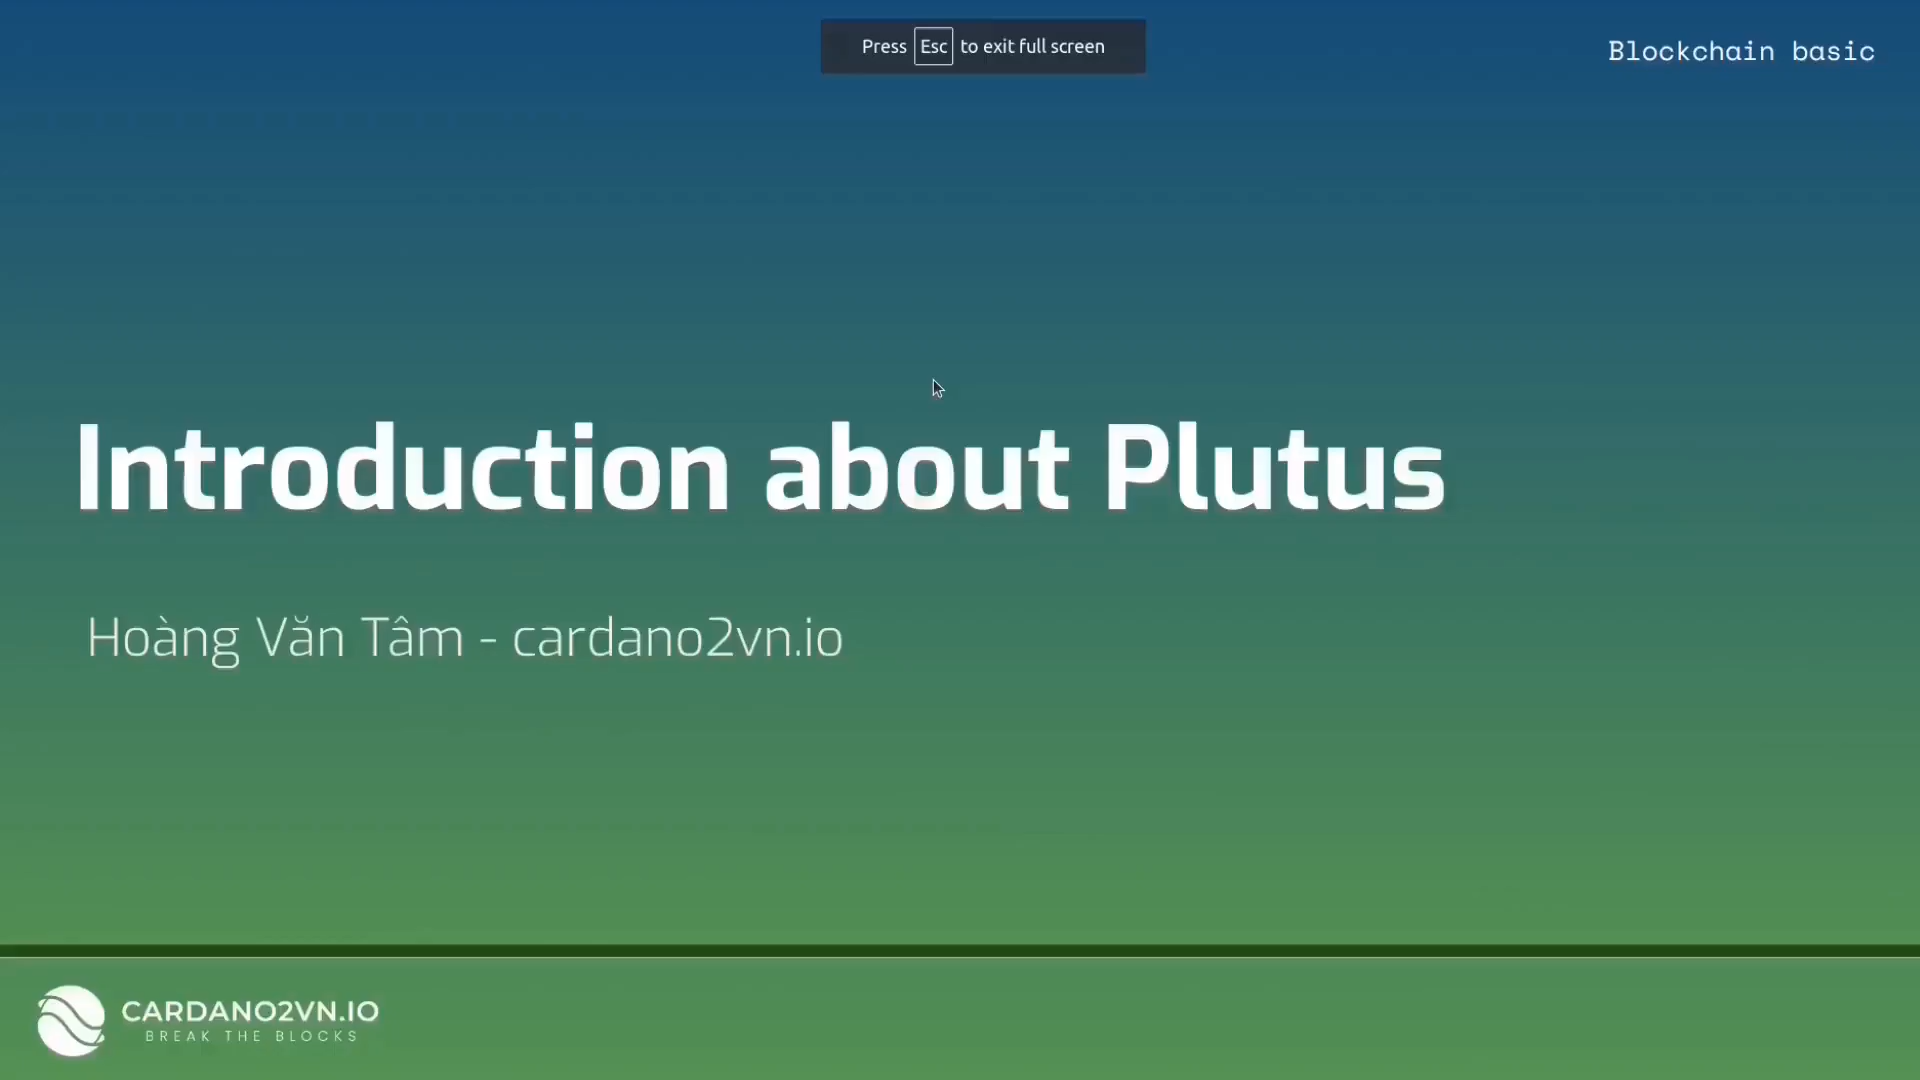 Press Esc to exit full screen
Blockchain basic
Introduction about Plutus
Hoàng Văn Tâm - cardano2vn.io
CARDANO2VN.IO
BREAK THE BLOCKS